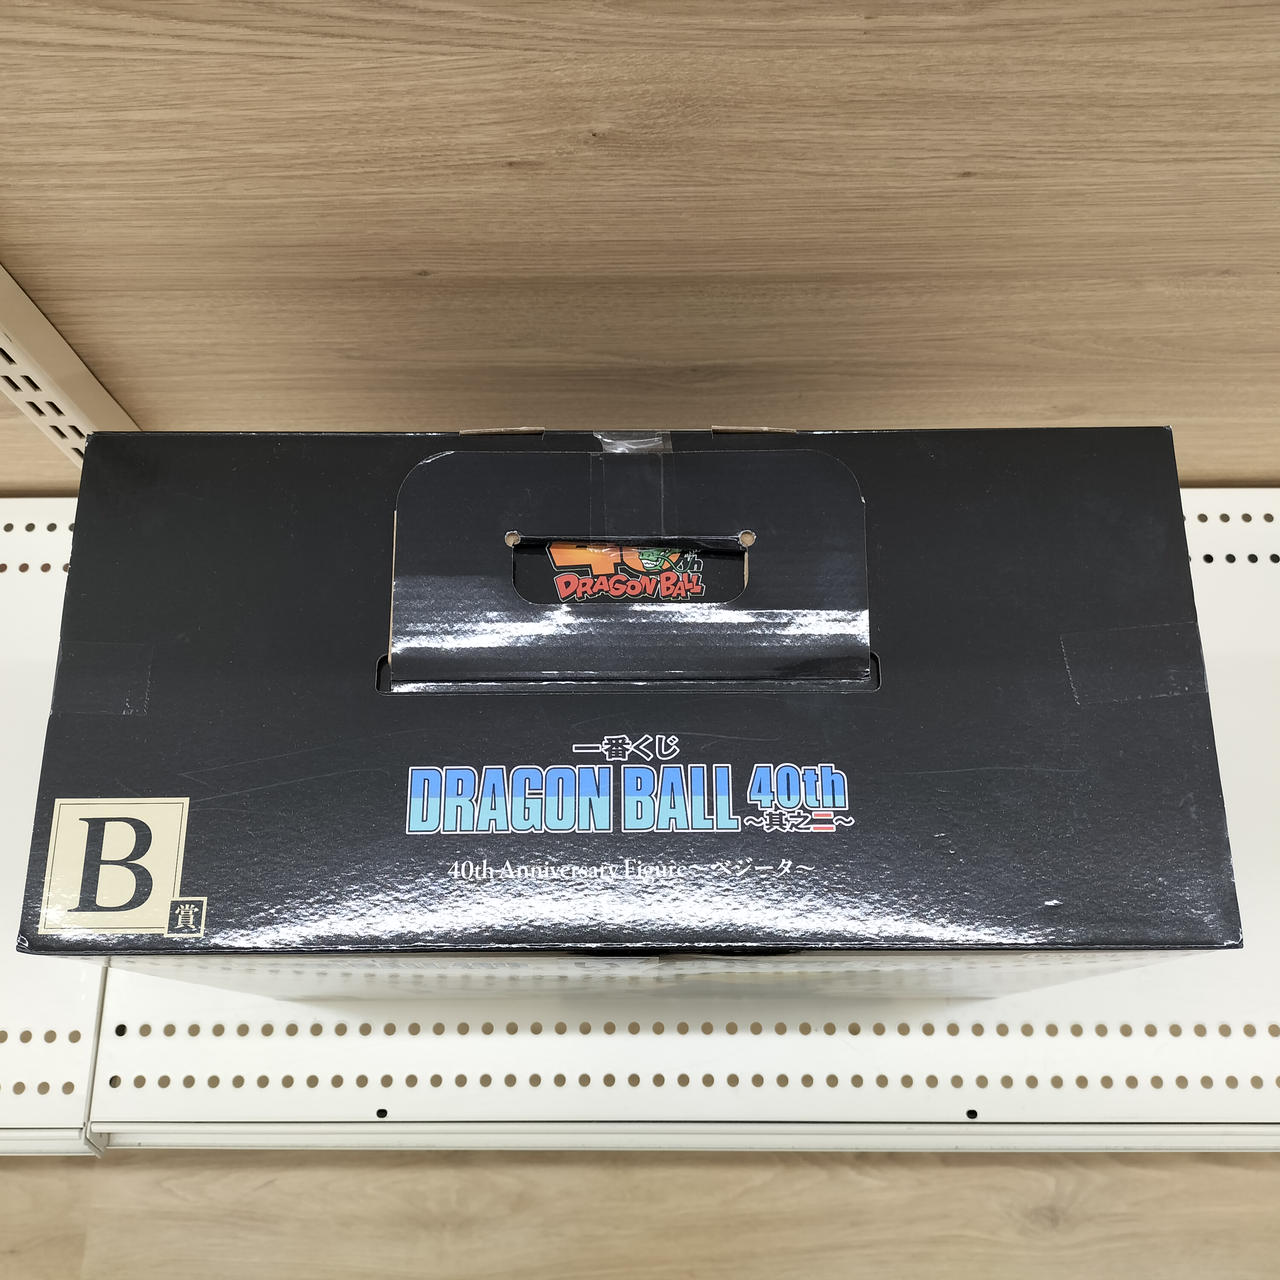 40th
DRAGON BALL
一番くじ
DRAGON BALL 40th
～其之二～
40th Anniversary Figure～ベジータ～
B
賞